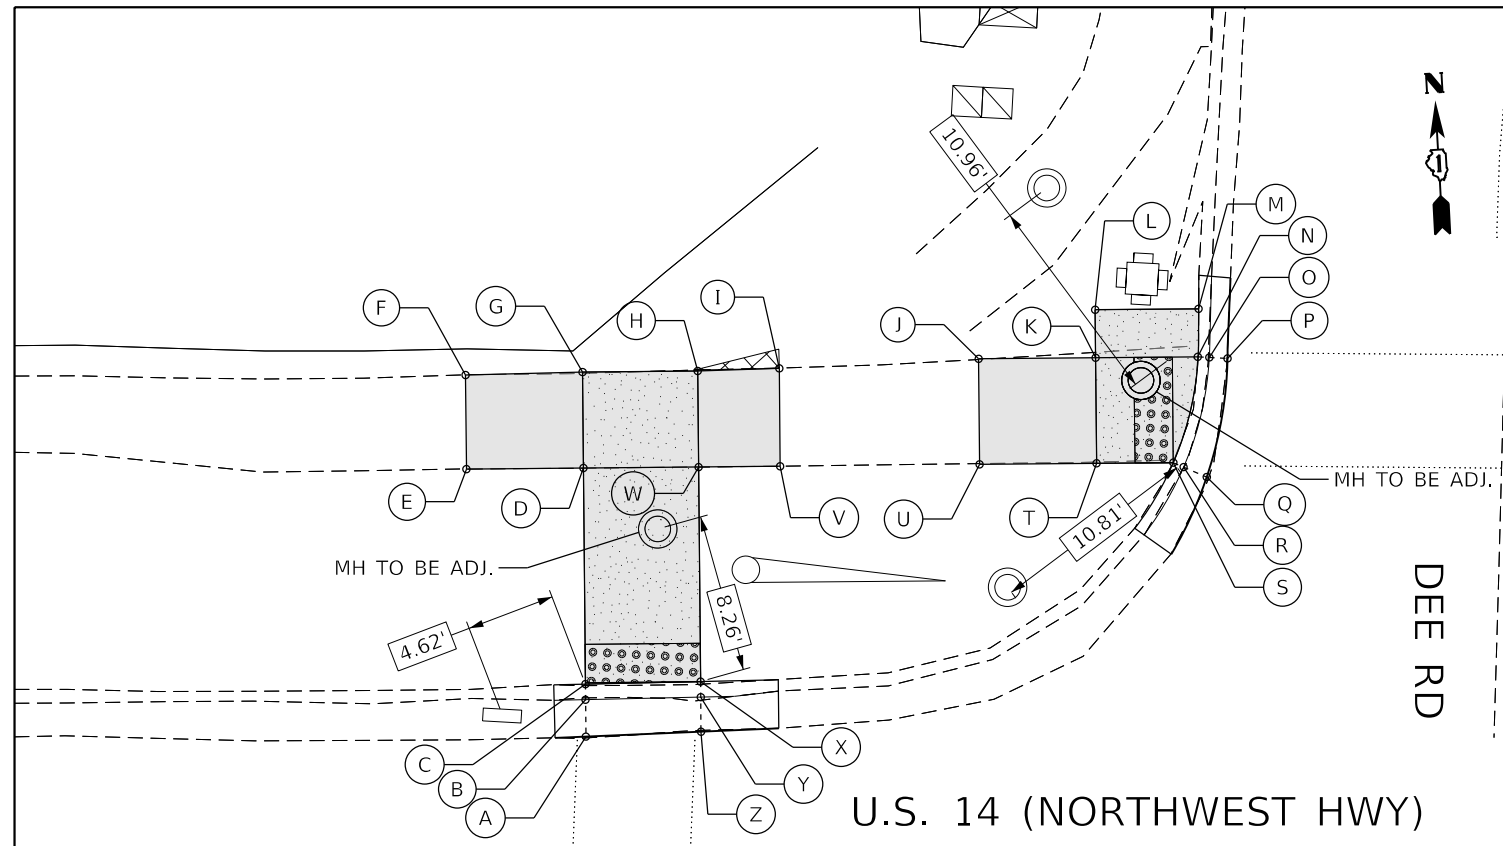 N
1
10.96'
M
L
N
O
I
F
G
H
J
K
P
MH TO BE ADJ.
E
D
W
V
U
T
Q
10.81'
R
S
MH TO BE ADJ.
8.26'
4.62'
DEE RD
C
B
A
X
Y
Z
U.S. 14 (NORTHWEST HWY)